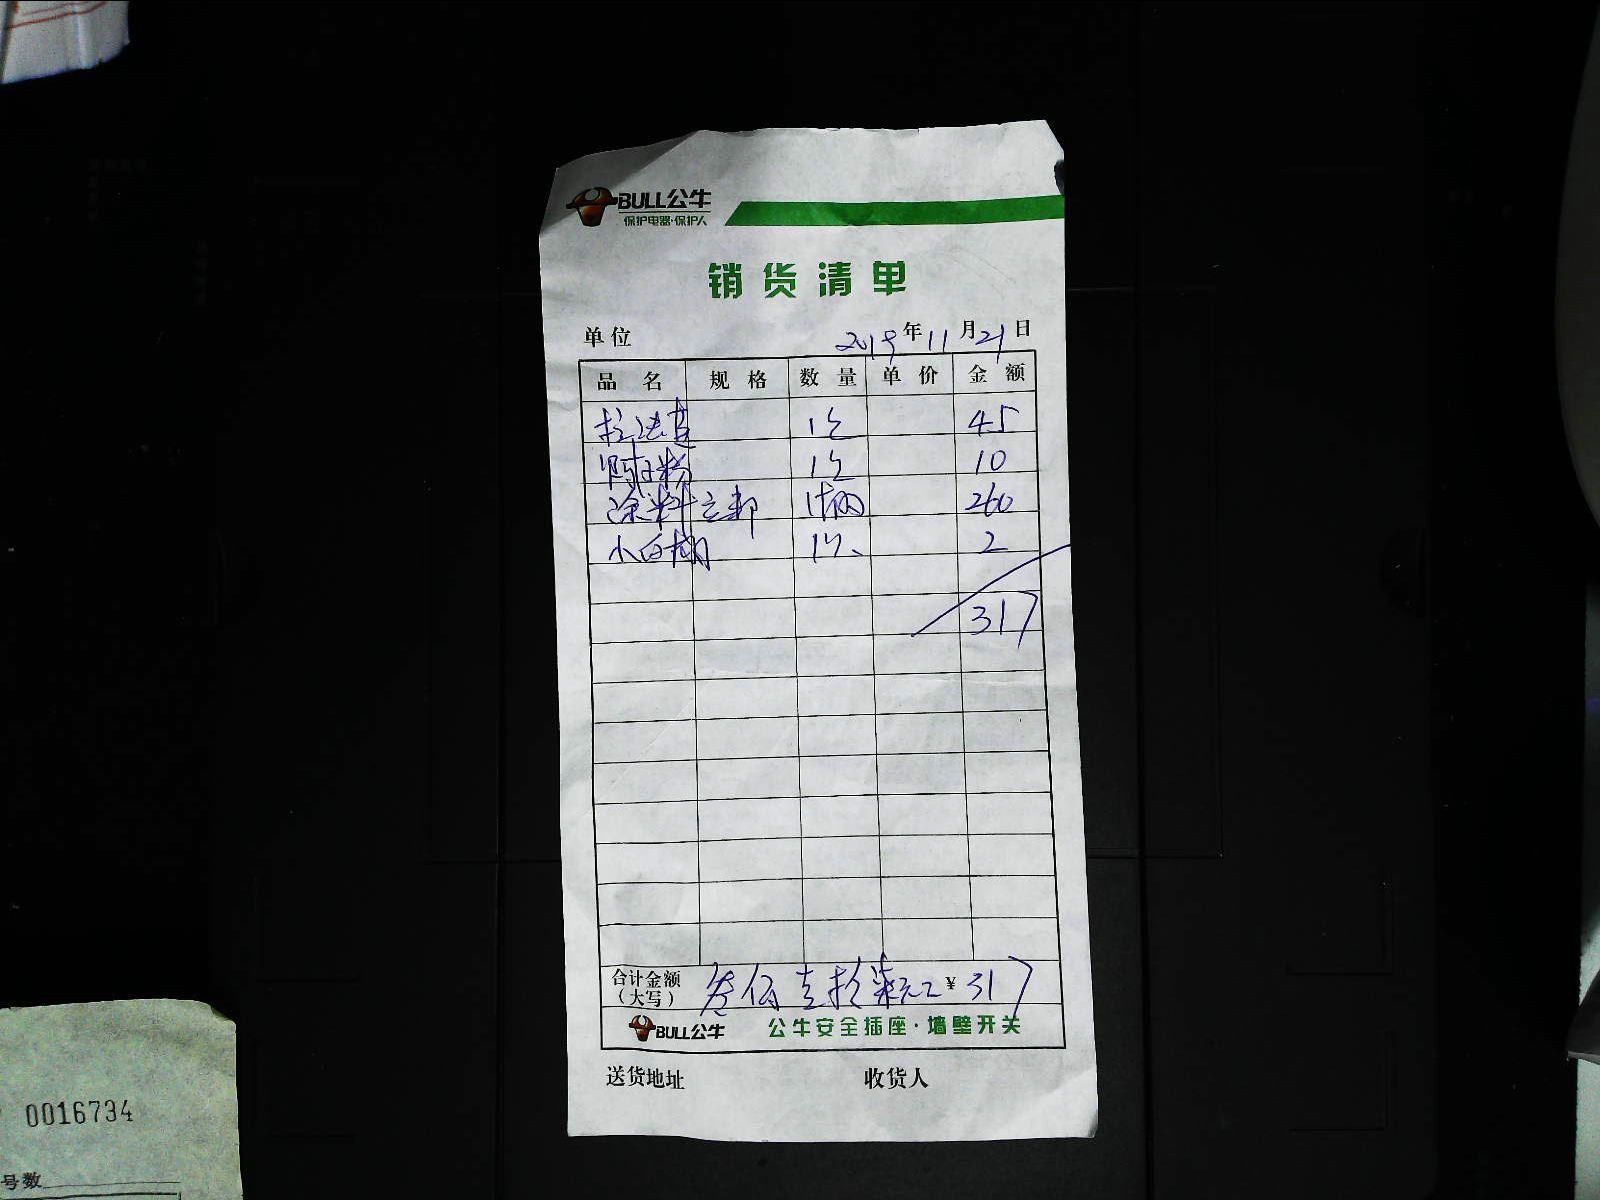 BULL公牛
保护电器·保护人
销货清单
单位 2019年11月21日
品名 规格 数量 单价 金额
拉法基 1包 45
腻粉 1包 10
涂料立邦 1桶 260
小白桶 1个 2
317
合计金额(大写) 叁佰壹拾柒元 ¥317
BULL公牛 公牛安全插座·墙壁开关
送货地址 收货人
0016734
号数